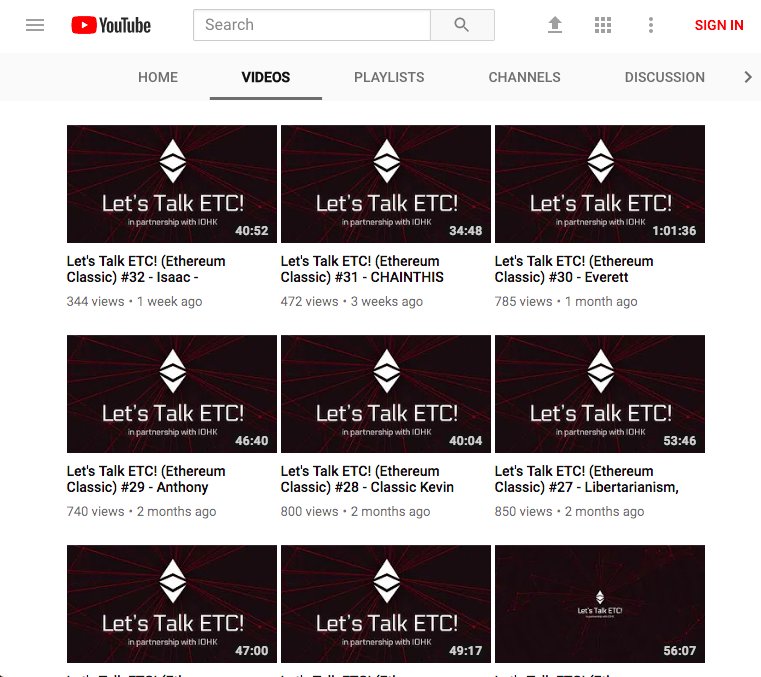 YouTube
Search
SIGN IN
HOME VIDEOS PLAYLISTS CHANNELS DISCUSSION
Let's Talk ETC!
in partnership with IOHK
40:52
Let's Talk ETC! (Ethereum
Classic) #32 - Isaac -
344 views • 1 week ago
Let's Talk ETC!
in partnership with IOHK
34:48
Let's Talk ETC! (Ethereum
Classic) #31 - CHAINTHIS
472 views • 3 weeks ago
Let's Talk ETC!
in partnership with IOHK
1:01:36
Let's Talk ETC! (Ethereum
Classic) #30 - Everett
785 views • 1 month ago
Let's Talk ETC!
in partnership with IOHK
46:40
Let's Talk ETC! (Ethereum
Classic) #29 - Anthony
740 views • 2 months ago
Let's Talk ETC!
in partnership with IOHK
40:04
Let's Talk ETC! (Ethereum
Classic) #28 - Classic Kevin
800 views • 2 months ago
Let's Talk ETC!
in partnership with IOHK
53:46
Let's Talk ETC! (Ethereum
Classic) #27 - Libertarianism,
850 views • 2 months ago
Let's Talk ETC!
in partnership with IOHK
47:00
Let's Talk ETC!
in partnership with IOHK
49:17
Let's Talk ETC!
in partnership with IOHK
56:07